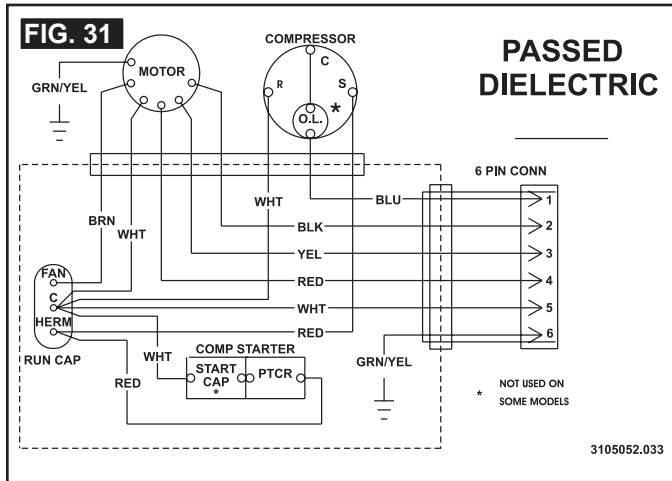 FIG. 31
COMPRESSOR
PASSED
DIELECTRIC
MOTOR
C
R
S
GRN/YEL
O.L.
*
6 PIN CONN
BLU
1
WHT
BRN
WHT
BLK
2
YEL
3
FAN
RED
4
C
WHT
5
HERM
RED
6
RUN CAP
WHT
COMP STARTER
GRN/YEL
RED
START
CAP
*
PTCR
*
NOT USED ON
SOME MODELS
3105052.033